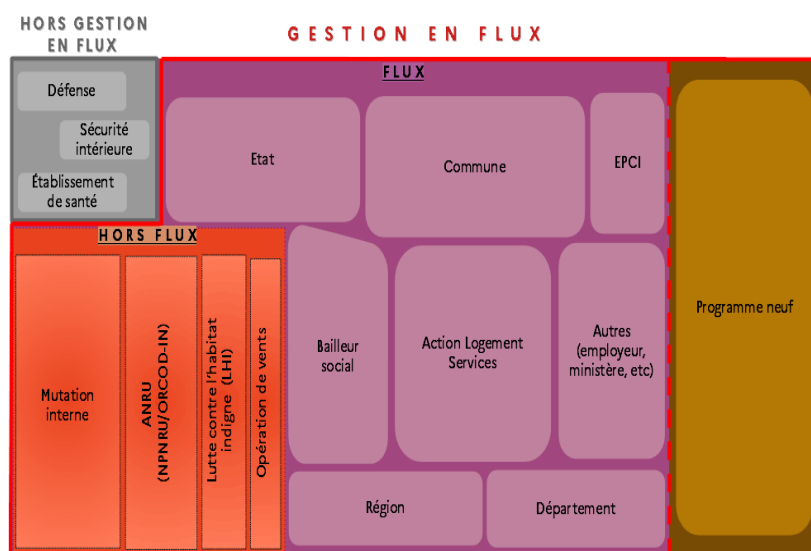 HORS GESTION
EN FLUX
GESTION EN FLUX
FLUX
Défense
Sécurité
intérieure
Établissement
de santé
Etat
Commune
EPCI
HORS FLUX
Mutation
interne
ANRU
(NPNRU/ORCOD-IN)
Lutte contre l'habitat
indigne (LHI)
Opération de vents
Bailleur
social
Action Logement
Services
Autres
(employeur,
ministère, etc)
Région
Département
Programme neuf